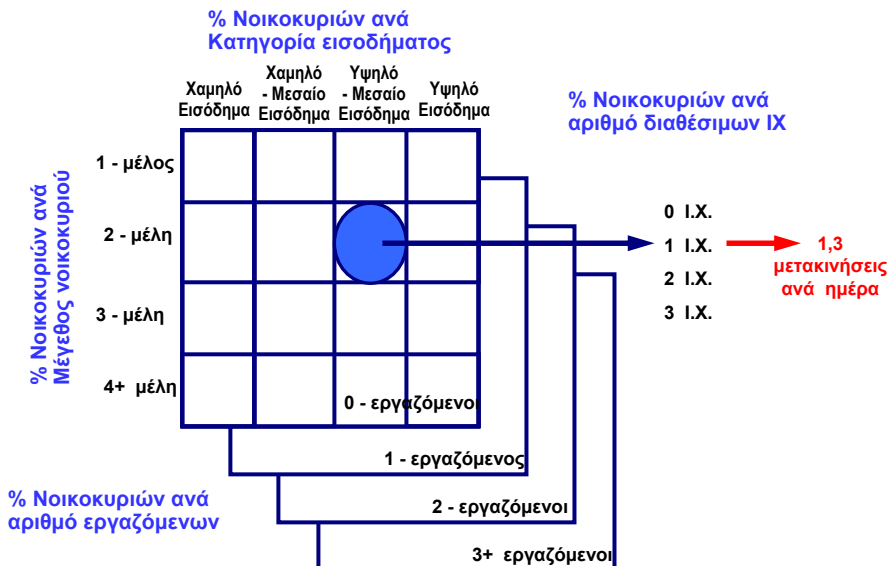 % Νοικοκυριών ανά
Κατηγορία εισοδήματος
Χαμηλό
Εισόδημα
Χαμηλό
- Μεσαίο
Εισόδημα
Υψηλό
- Μεσαίο
Εισόδημα
Υψηλό
Εισόδημα
% Νοικοκυριών ανά
αριθμό διαθέσιμων ΙΧ
% Νοικοκυριών ανά
Μέγεθος νοικοκυριού
1 - μέλος
2 - μέλη
3 - μέλη
4+ μέλη
0 Ι.Χ.
1 Ι.Χ.
2 Ι.Χ.
3 Ι.Χ.
1,3
μετακινήσεις
ανά ημέρα
0 - εργαζόμενοι
1 - εργαζόμενος
2 - εργαζόμενοι
3+ εργαζόμενοι
% Νοικοκυριών ανά
αριθμό εργαζόμενων